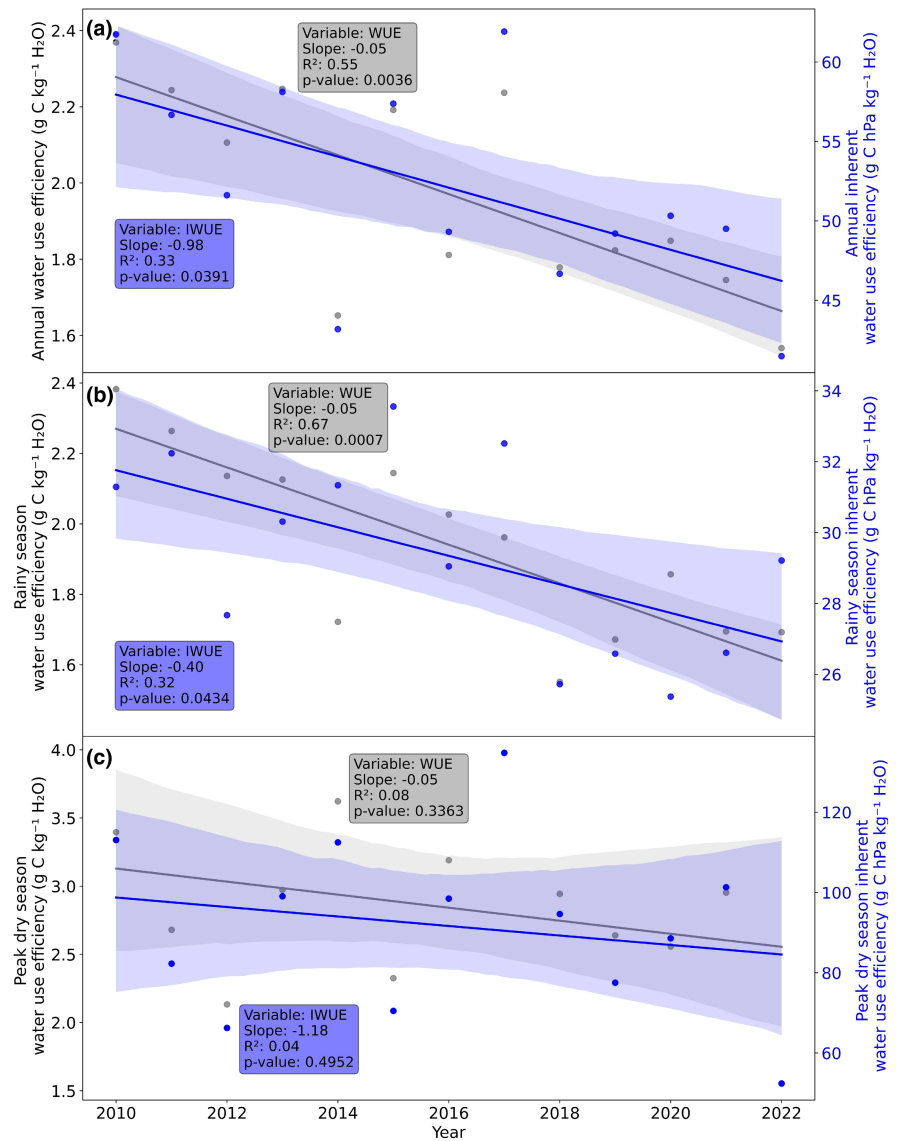 (a)
Variable: WUE
Slope: -0.05
R²: 0.55
p-value: 0.0036
Variable: IWUE
Slope: -0.98
R²: 0.33
p-value: 0.0391
2.4
2.2
2.0
1.8
1.6
Annual water use efficiency (g C kg⁻¹ H₂O)
60
55
50
45
Annual inherent
water use efficiency (g C hPa kg⁻¹ H₂O)
(b)
Variable: WUE
Slope: -0.05
R²: 0.67
p-value: 0.0007
Variable: IWUE
Slope: -0.40
R²: 0.32
p-value: 0.0434
2.4
2.2
2.0
1.8
1.6
Rainy season
water use efficiency (g C kg⁻¹ H₂O)
34
32
30
28
26
Rainy season inherent
water use efficiency (g C hPa kg⁻¹ H₂O)
(c)
Variable: WUE
Slope: -0.05
R²: 0.08
p-value: 0.3363
Variable: IWUE
Slope: -1.18
R²: 0.04
p-value: 0.4952
4.0
3.5
3.0
2.5
2.0
1.5
Peak dry season
water use efficiency (g C kg⁻¹ H₂O)
120
100
80
60
Peak dry season inherent
water use efficiency (g C hPa kg⁻¹ H₂O)
2010 2012 2014 2016 2018 2020 2022
Year